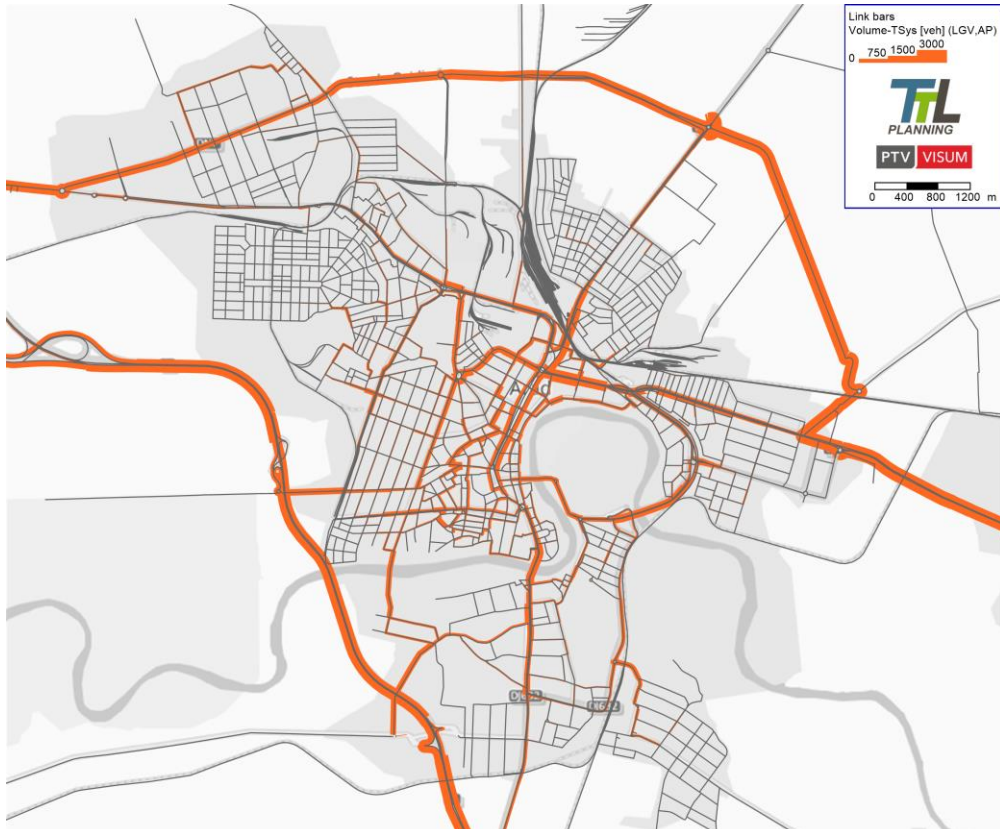 Link bars
Volume-TSys [veh] (LGV,AP)
0 750 1500 3000
TTL
PLANNING
PTV VISUM
0 400 800 1200 m